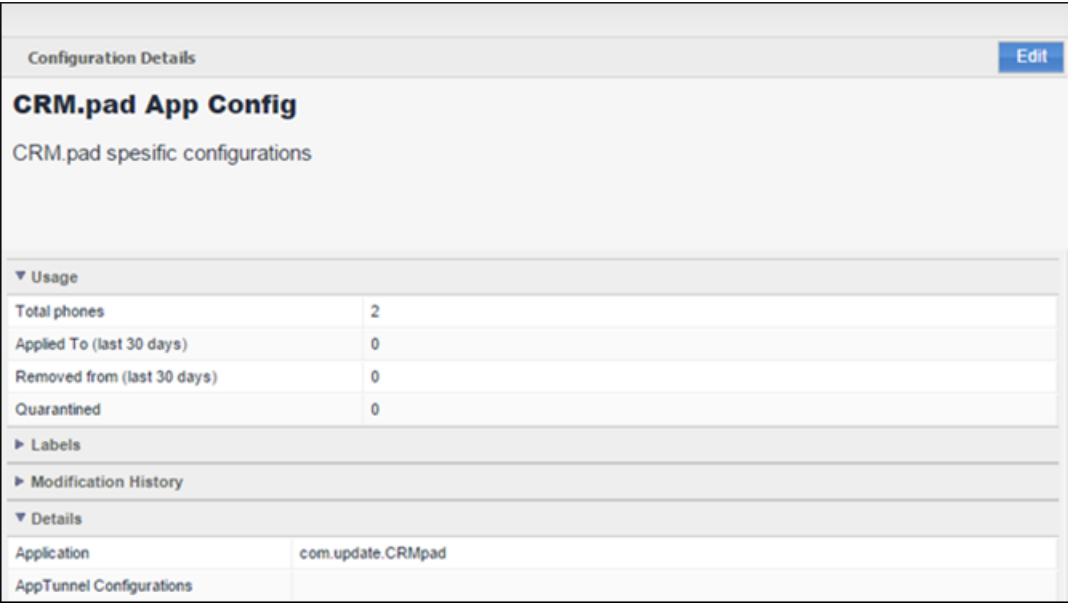 Configuration Details
Edit
CRM.pad App Config
CRM.pad spesific configurations
Usage
Total phones 2
Applied To (last 30 days) 0
Removed from (last 30 days) 0
Quarantined 0
Labels
Modification History
Details
Application com.update.CRMpad
AppTunnel Configurations